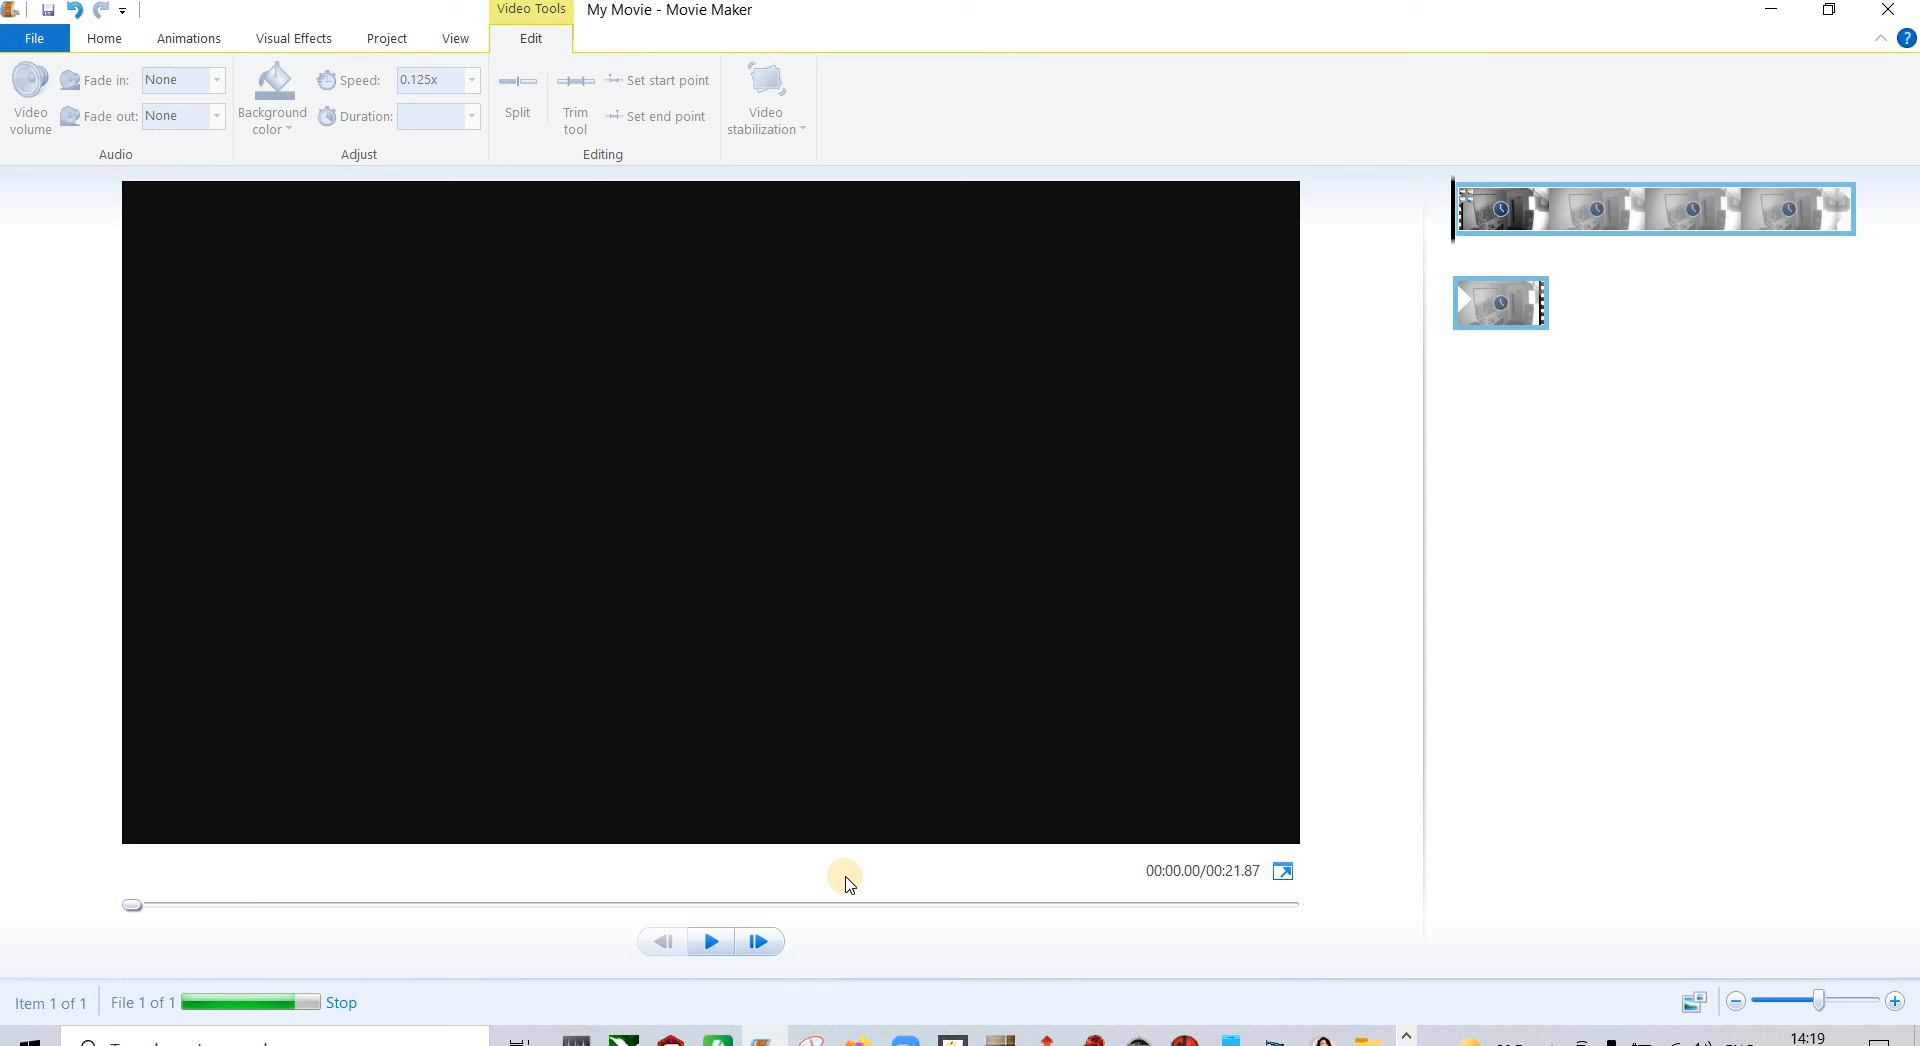 Video Tools My Movie - Movie Maker
File Home Animations Visual Effects Project View Edit
Video volume
Fade in: None
Fade out: None
Audio
Background color
Speed: 0.125x
Duration:
Adjust
Split
Trim tool
Set start point
Set end point
Editing
Video stabilization
00:00.00/00:21.87
Item 1 of 1 File 1 of 1 Stop
14:19